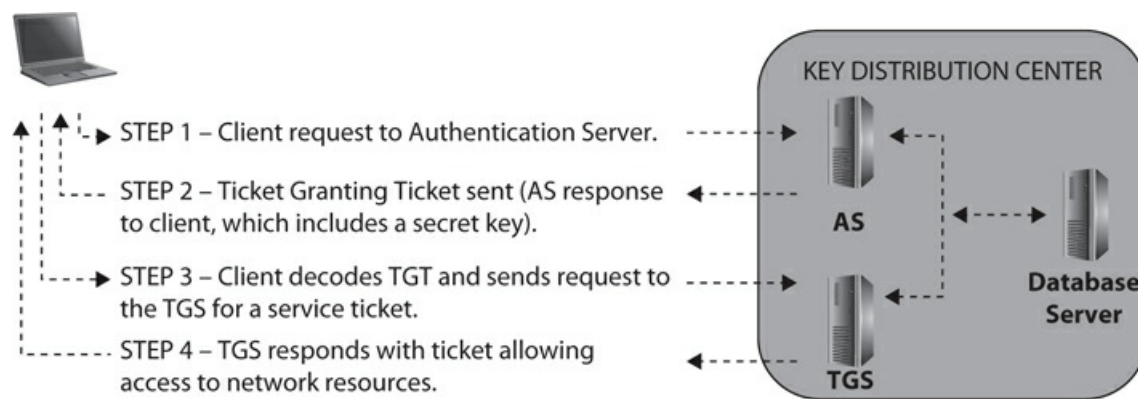 KEY DISTRIBUTION CENTER
STEP 1 – Client request to Authentication Server.
STEP 2 – Ticket Granting Ticket sent (AS response
to client, which includes a secret key).
AS
STEP 3 – Client decodes TGT and sends request to
the TGS for a service ticket.
Database
Server
STEP 4 – TGS responds with ticket allowing
access to network resources.
TGS